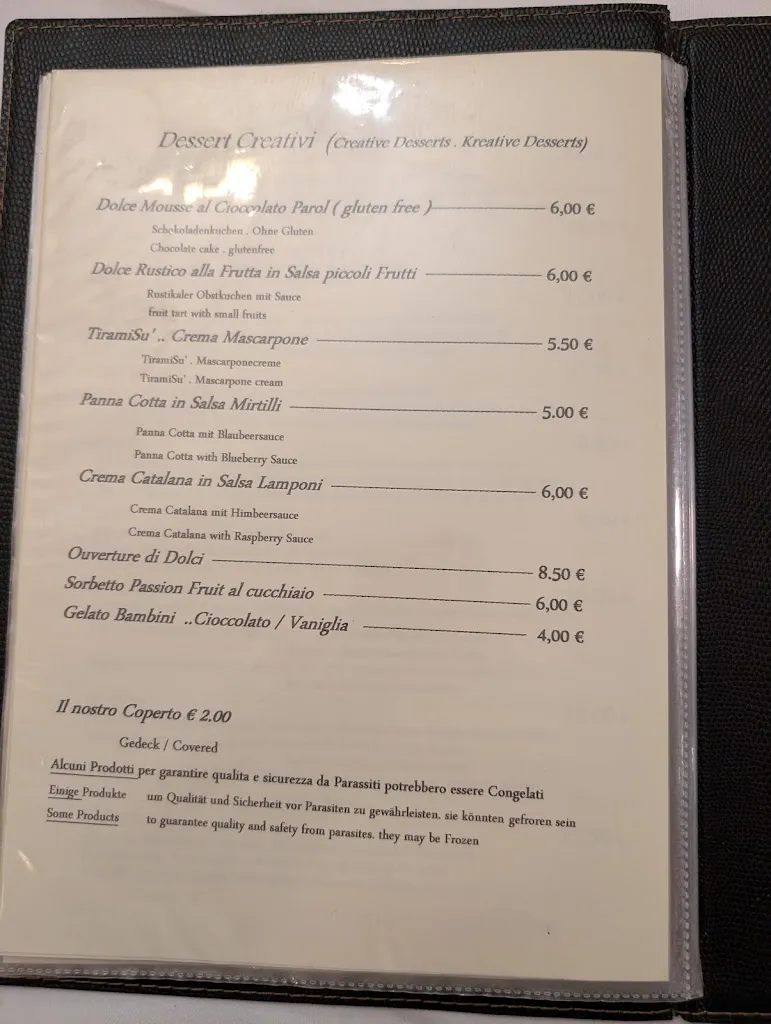 Dessert Creativi (Creative Desserts . Kreative Desserts)
Dolce Mousse al Cioccolato Parol ( gluten free ) 6,00 €
Schokoladenkuchen . Ohne Gluten
Chocolate cake . glutenfree
Dolce Rustico alla Frutta in Salsa piccoli Frutti 6,00 €
Rustikaler Obstkuchen mit Sauce
fruit tart with small fruits
TiramiSu' .. Crema Mascarpone 5.50 €
TiramiSu' . Mascarponecreme
TiramiSu' . Mascarpone cream
Panna Cotta in Salsa Mirtilli 5.00 €
Panna Cotta mit Blaubeersauce
Panna Cotta with Blueberry Sauce
Crema Catalana in Salsa Lamponi 6,00 €
Crema Catalana mit Himbeersauce
Crema Catalana with Raspberry Sauce
Ouverture di Dolci 8.50 €
Sorbetto Passion Fruit al cucchiaio 6,00 €
Gelato Bambini ..Cioccolato / Vaniglia 4,00 €
Il nostro Coperto € 2.00
Gedeck / Covered
Alcuni Prodotti per garantire qualita e sicurezza da Parassiti potrebbero essere Congelati
Einige Produkte um Qualität und Sicherheit vor Parasiten zu gewährleisten. sie könnten gefroren sein
Some Products to guarantee quality and safety from parasites. they may be Frozen